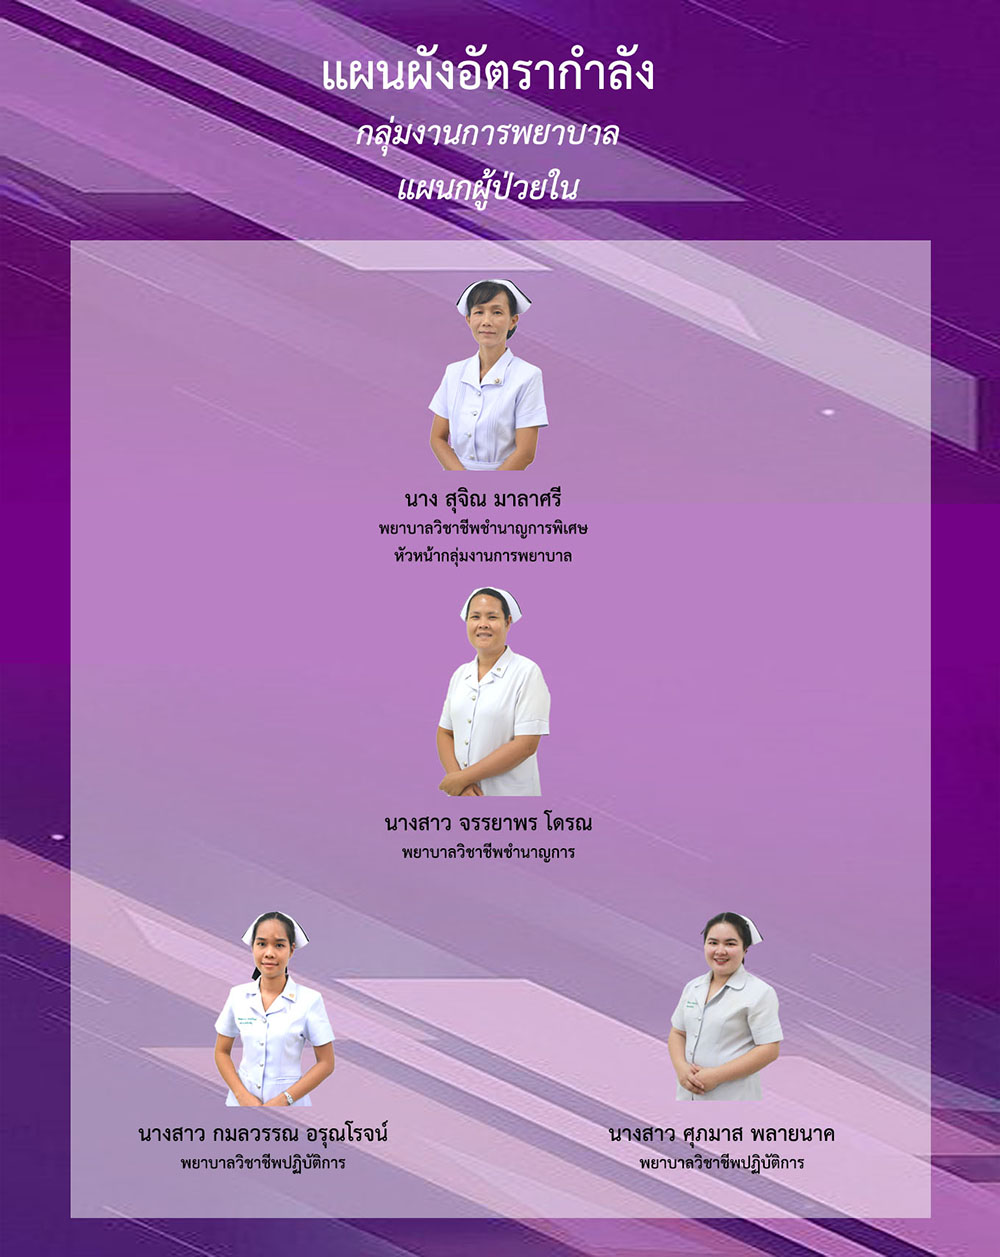 แผนผังอัตรากำลัง
กลุ่มงานการพยาบาล
แผนกผู้ป่วยใน
นาง สุจิณ มาลาศรี
พยาบาลวิชาชีพชำนาญการพิเศษ
หัวหน้ากลุ่มงานการพยาบาล
นางสาว จรรยาพร โดรณ
พยาบาลวิชาชีพชำนาญการ
นางสาว กมลวรรณ อรุณโรจน์
พยาบาลวิชาชีพปฏิบัติการ
นางสาว ศุภมาส พลายนาค
พยาบาลวิชาชีพปฏิบัติการ